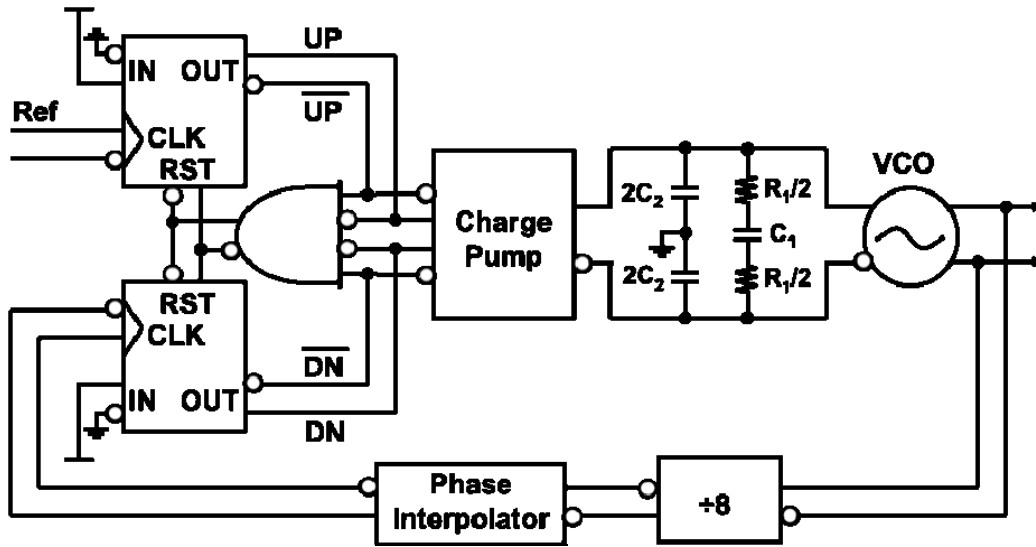 UP
IN OUT
UP
Ref
CLK
RST
VCO
2C2
R1/2
Charge
Pump
C1
2C2
R1/2
RST
CLK
DN
IN OUT
DN
Phase
Interpolator
÷8